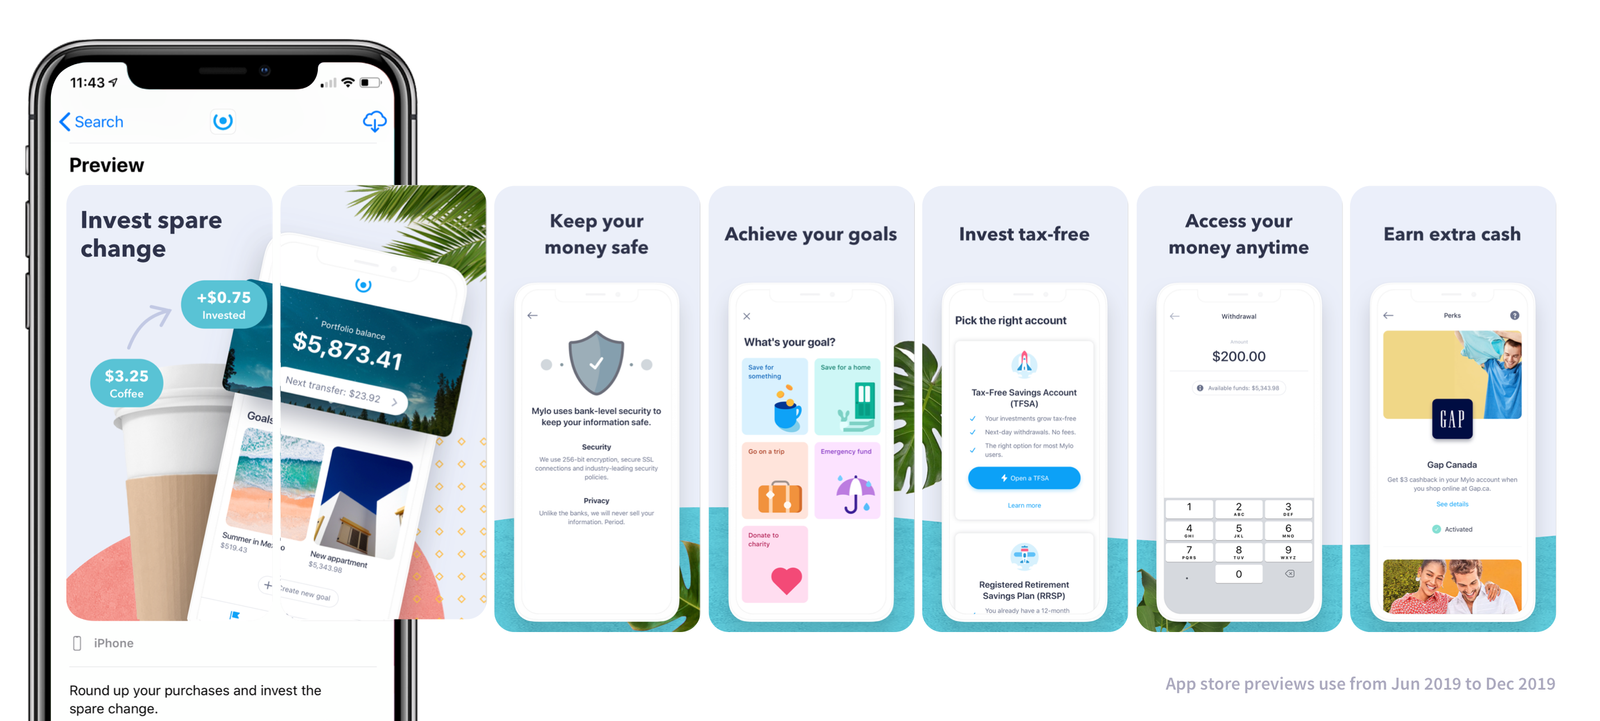 11:43
Search
Preview
Invest spare
change
+$0.75
Invested
$3.25
Coffee
Portfolio balance
$5,873.41
Next transfer: $23.92
Goals
Summer in Me o
$519.43
New appartment
$5,343.98
+ Create new goal
iPhone
Round up your purchases and invest the
spare change.
Keep your
money safe
Mylo uses bank-level security to
keep your information safe.
Security
We use 256-bit encryption, secure SSL
connections and industry-leading security
policies.
Privacy
Unlike the banks, we will never sell your
information. Period.
Achieve your goals
What's your goal?
Save for
something
Save for a home
Go on a trip
Emergency fund
Donate to
charity
Invest tax-free
Pick the right account
Tax-Free Savings Account
(TFSA)
Your investments grow tax-free
Next-day withdrawals. No fees.
The right option for most Mylo
users.
Open a TFSA
Learn more
Registered Retirement
Savings Plan (RRSP)
You already have a 12-month
Access your
money anytime
Withdrawal
Amount
$200.00
Available funds: $5,343.98
1
2 ABC
3 DEF
4 GHI
5 JKL
6 MNO
7 PQRS
8 TUV
9 WXYZ
.
0
Earn extra cash
Perks
?
GAP
Gap Canada
Get $3 cashback in your Mylo account when
you shop online at Gap.ca.
See details
Activated
App store previews use from Jun 2019 to Dec 2019